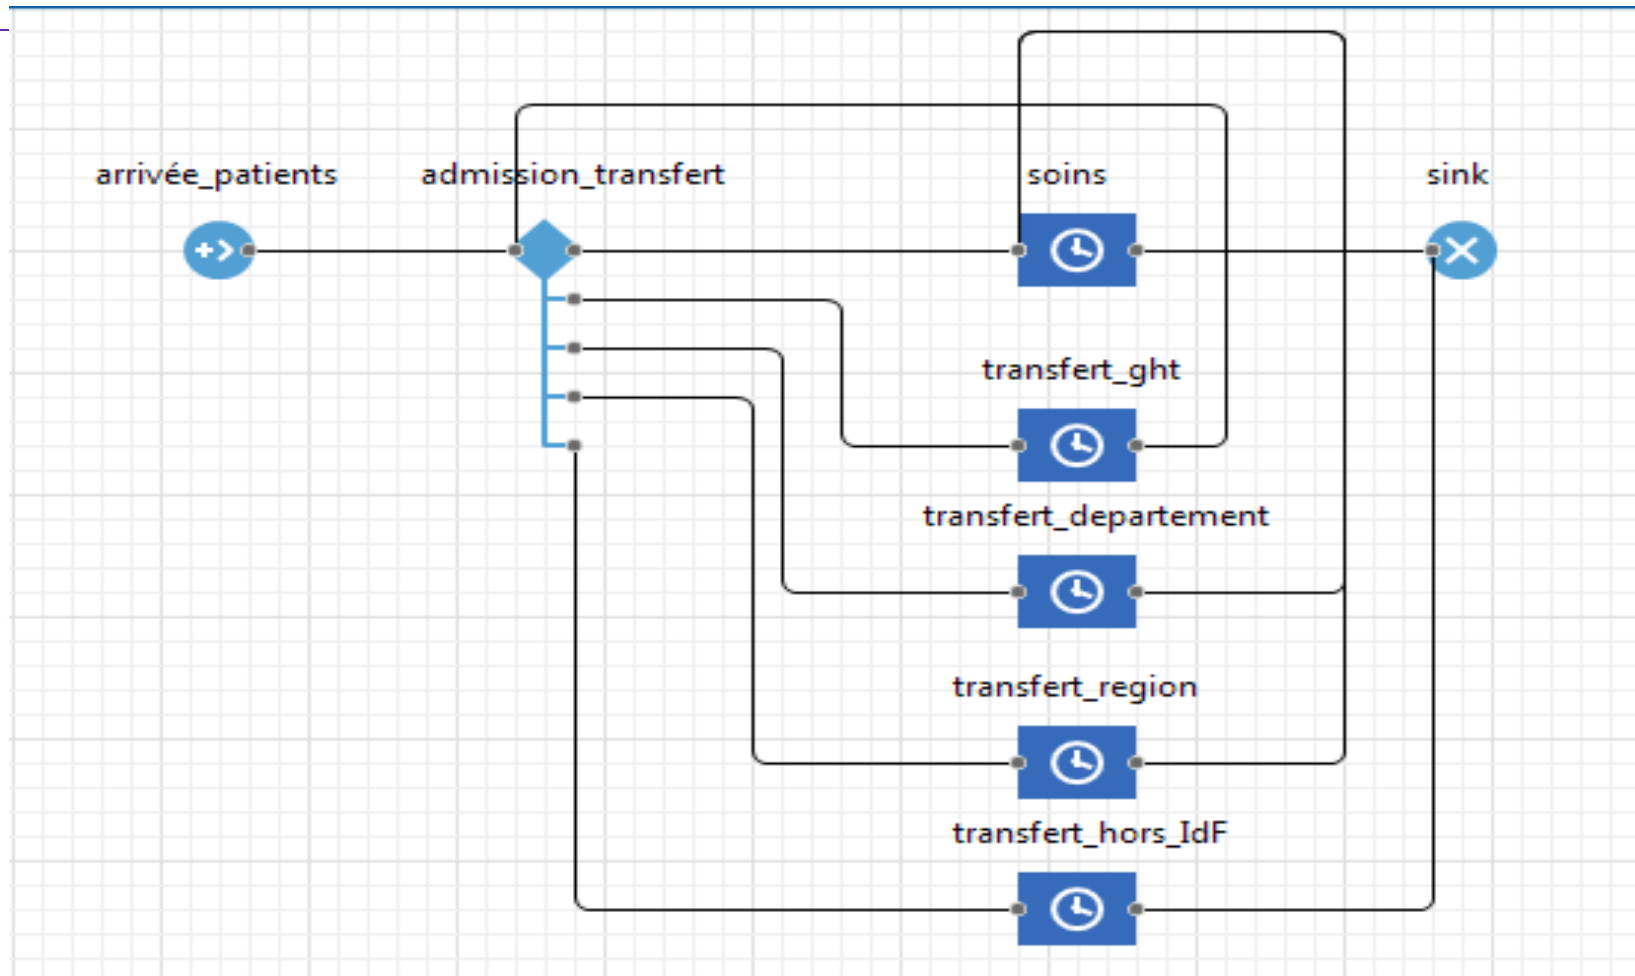 arrivée_patients
admission_transfert
soins
sink
transfert_ght
transfert_departement
transfert_region
transfert_hors_IdF